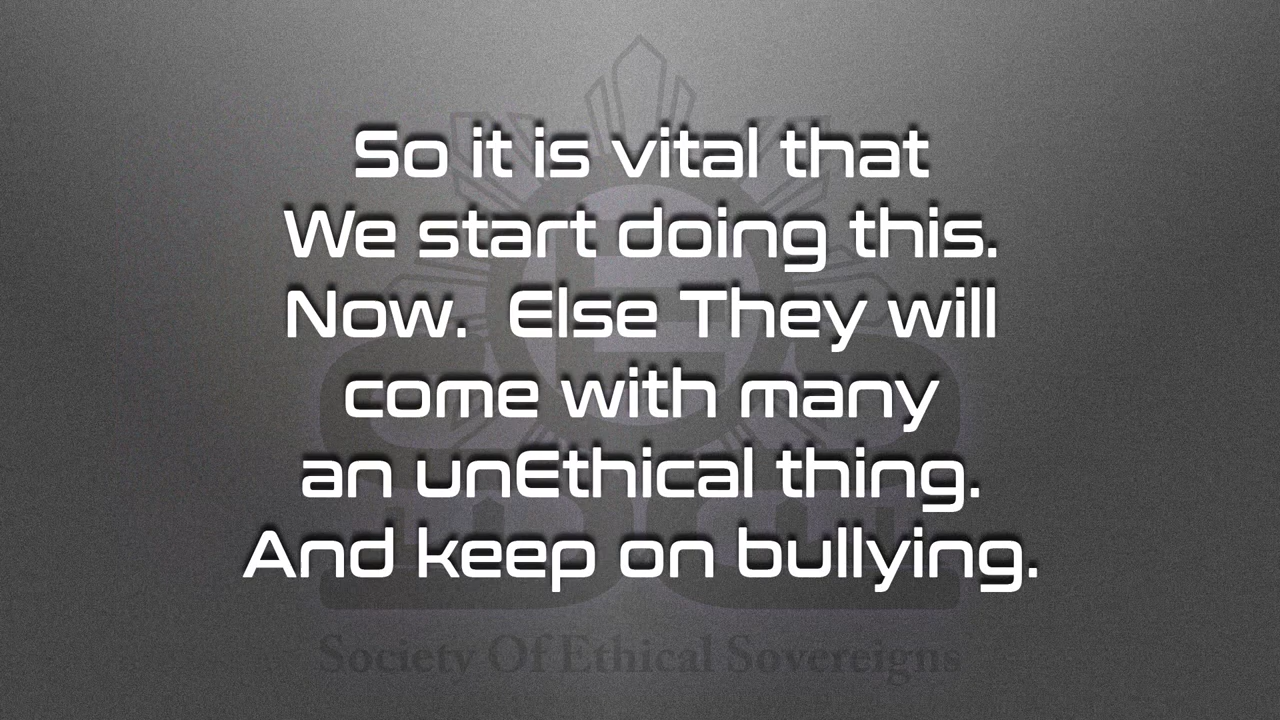 So it is vital that
We start doing this.
Now.  Else They will
come with many
an unEthical thing.
And keep on bullying.
Society Of Ethical Sovereigns